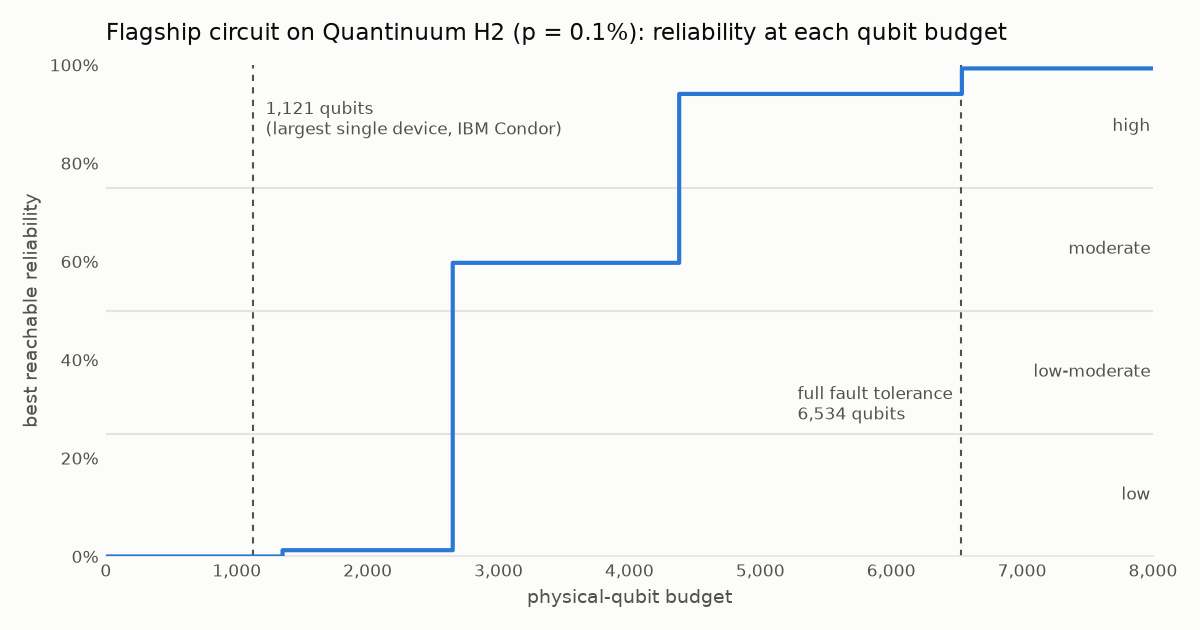 Flagship circuit on Quantinuum H2 (p = 0.1%): reliability at each qubit budget
100%
80%
60%
40%
20%
0%
best reachable reliability
1,121 qubits
(largest single device, IBM Condor)
high
moderate
low-moderate
low
full fault tolerance
6,534 qubits
0
1,000
2,000
3,000
4,000
5,000
6,000
7,000
8,000
physical-qubit budget